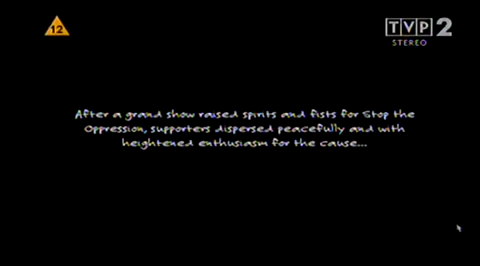 12
TVP 2
STEREO
After a grand show raised spirits and fists for Stop the
Oppression, supporters dispersed peacefully and with
heightened enthusiasm for the cause...